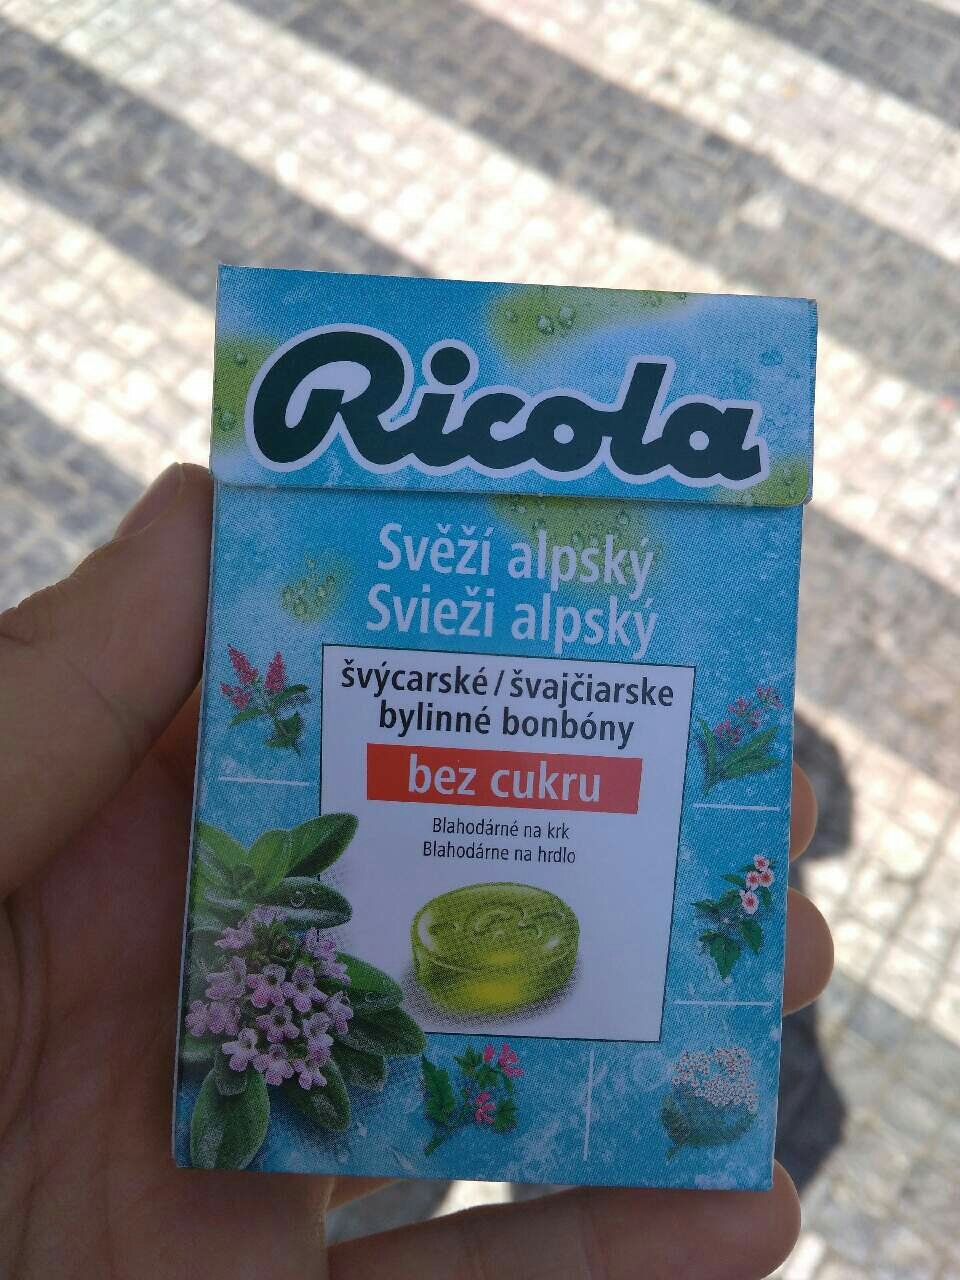 Ricola
Svěží alpský
Svieži alpský
švýcarské / švajčiarske
bylinné bonbóny
bez cukru
Blahodárné na krk
Blahodárne na hrdlo